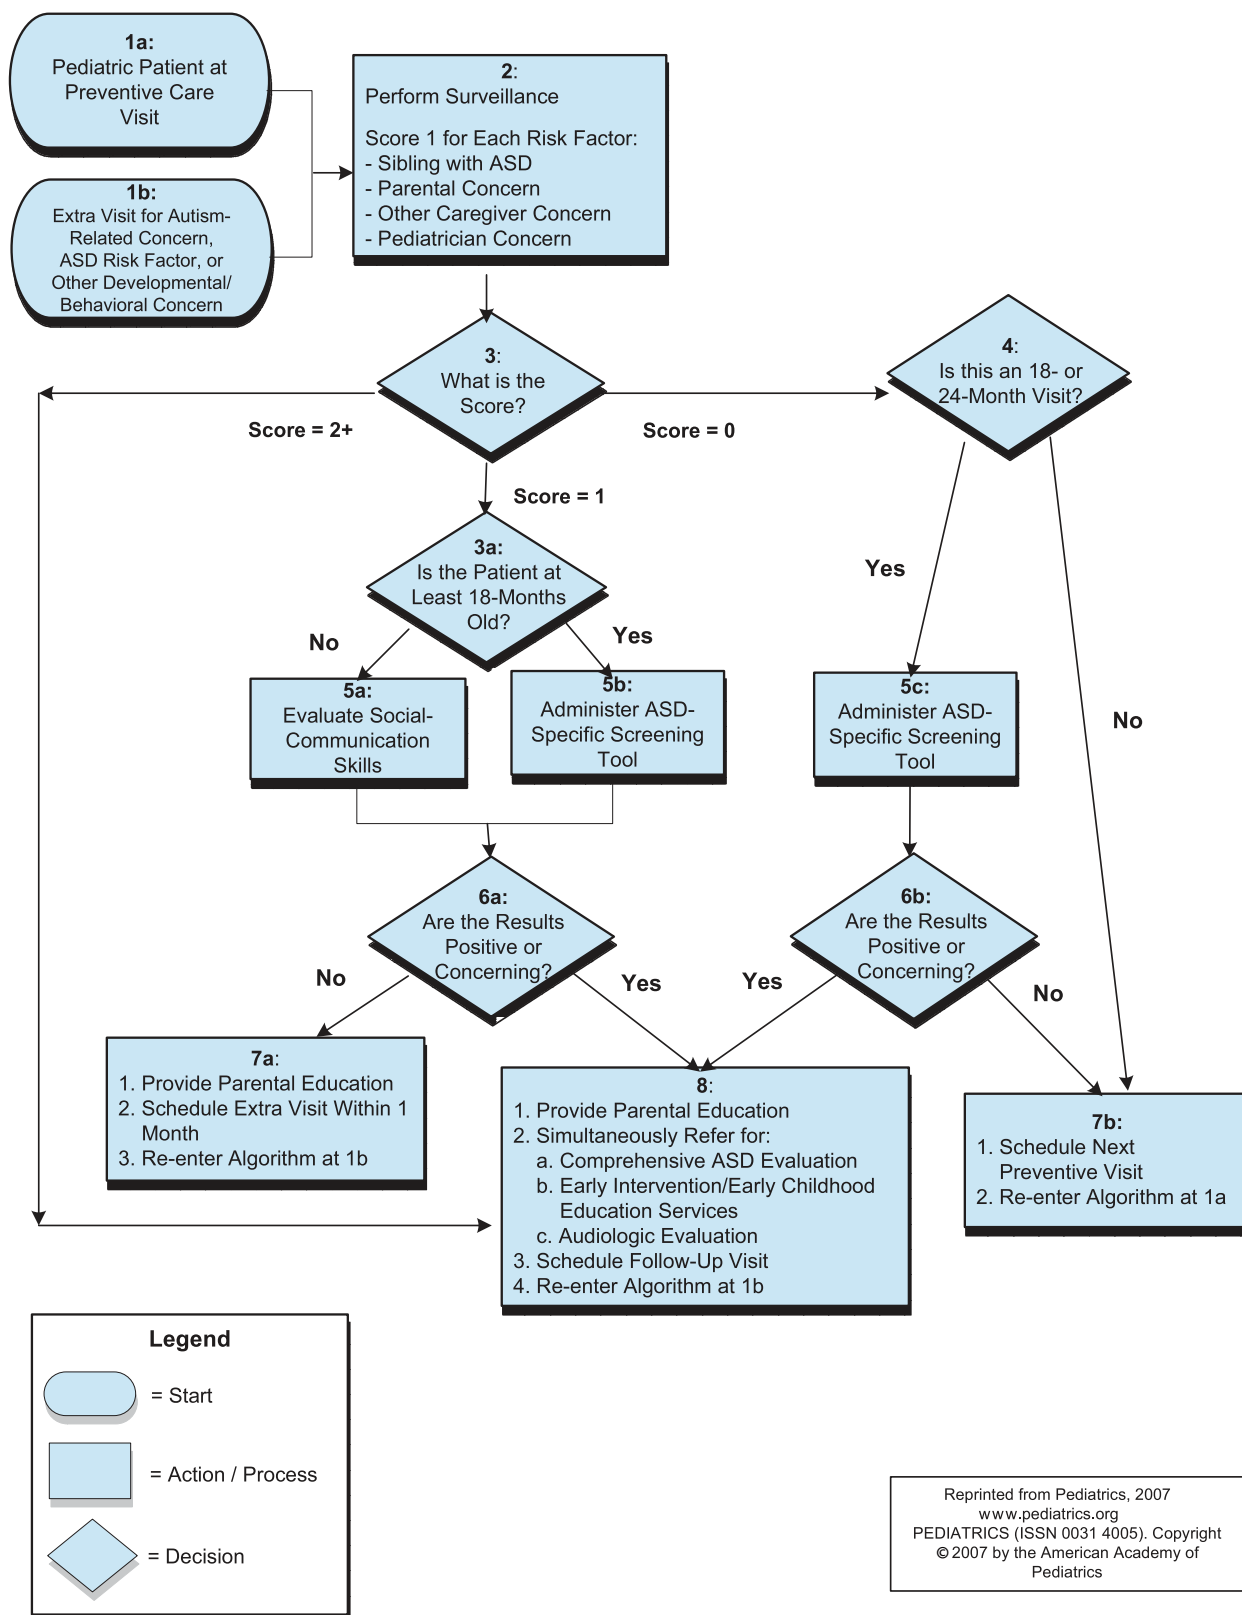 1a:
Pediatric Patient at
Preventive Care
Visit
1b:
Extra Visit for Autism-
Related Concern,
ASD Risk Factor, or
Other Developmental/
Behavioral Concern
2:
Perform Surveillance
Score 1 for Each Risk Factor:
- Sibling with ASD
- Parental Concern
- Other Caregiver Concern
- Pediatrician Concern
3:
What is the
Score?
Score = 2+
Score = 0
Score = 1
4:
Is this an 18- or
24-Month Visit?
3a:
Is the Patient at
Least 18-Months
Old?
No
Yes
Yes
No
5a:
Evaluate Social-
Communication
Skills
5b:
Administer ASD-
Specific Screening
Tool
5c:
Administer ASD-
Specific Screening
Tool
6a:
Are the Results
Positive or
Concerning?
No
Yes
6b:
Are the Results
Positive or
Concerning?
Yes
No
7a:
1. Provide Parental Education
2. Schedule Extra Visit Within 1
Month
3. Re-enter Algorithm at 1b
8:
1. Provide Parental Education
2. Simultaneously Refer for:
a. Comprehensive ASD Evaluation
b. Early Intervention/Early Childhood
Education Services
c. Audiologic Evaluation
3. Schedule Follow-Up Visit
4. Re-enter Algorithm at 1b
7b:
1. Schedule Next
Preventive Visit
2. Re-enter Algorithm at 1a
Legend
= Start
= Action / Process
= Decision
Reprinted from Pediatrics, 2007
www.pediatrics.org
PEDIATRICS (ISSN 0031 4005). Copyright
©2007 by the American Academy of
Pediatrics